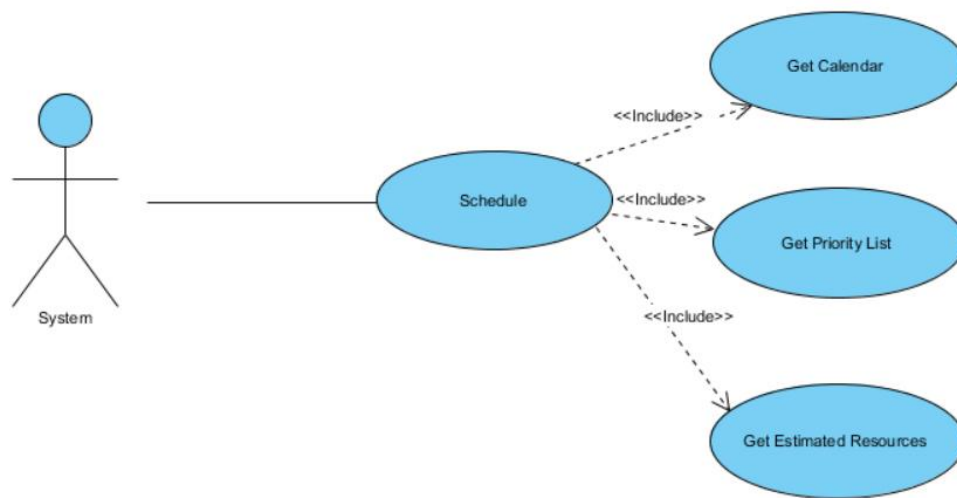 Get Calendar
<<Include>>
Schedule
<<Include>>
Get Priority List
System
<<Include>>
Get Estimated Resources